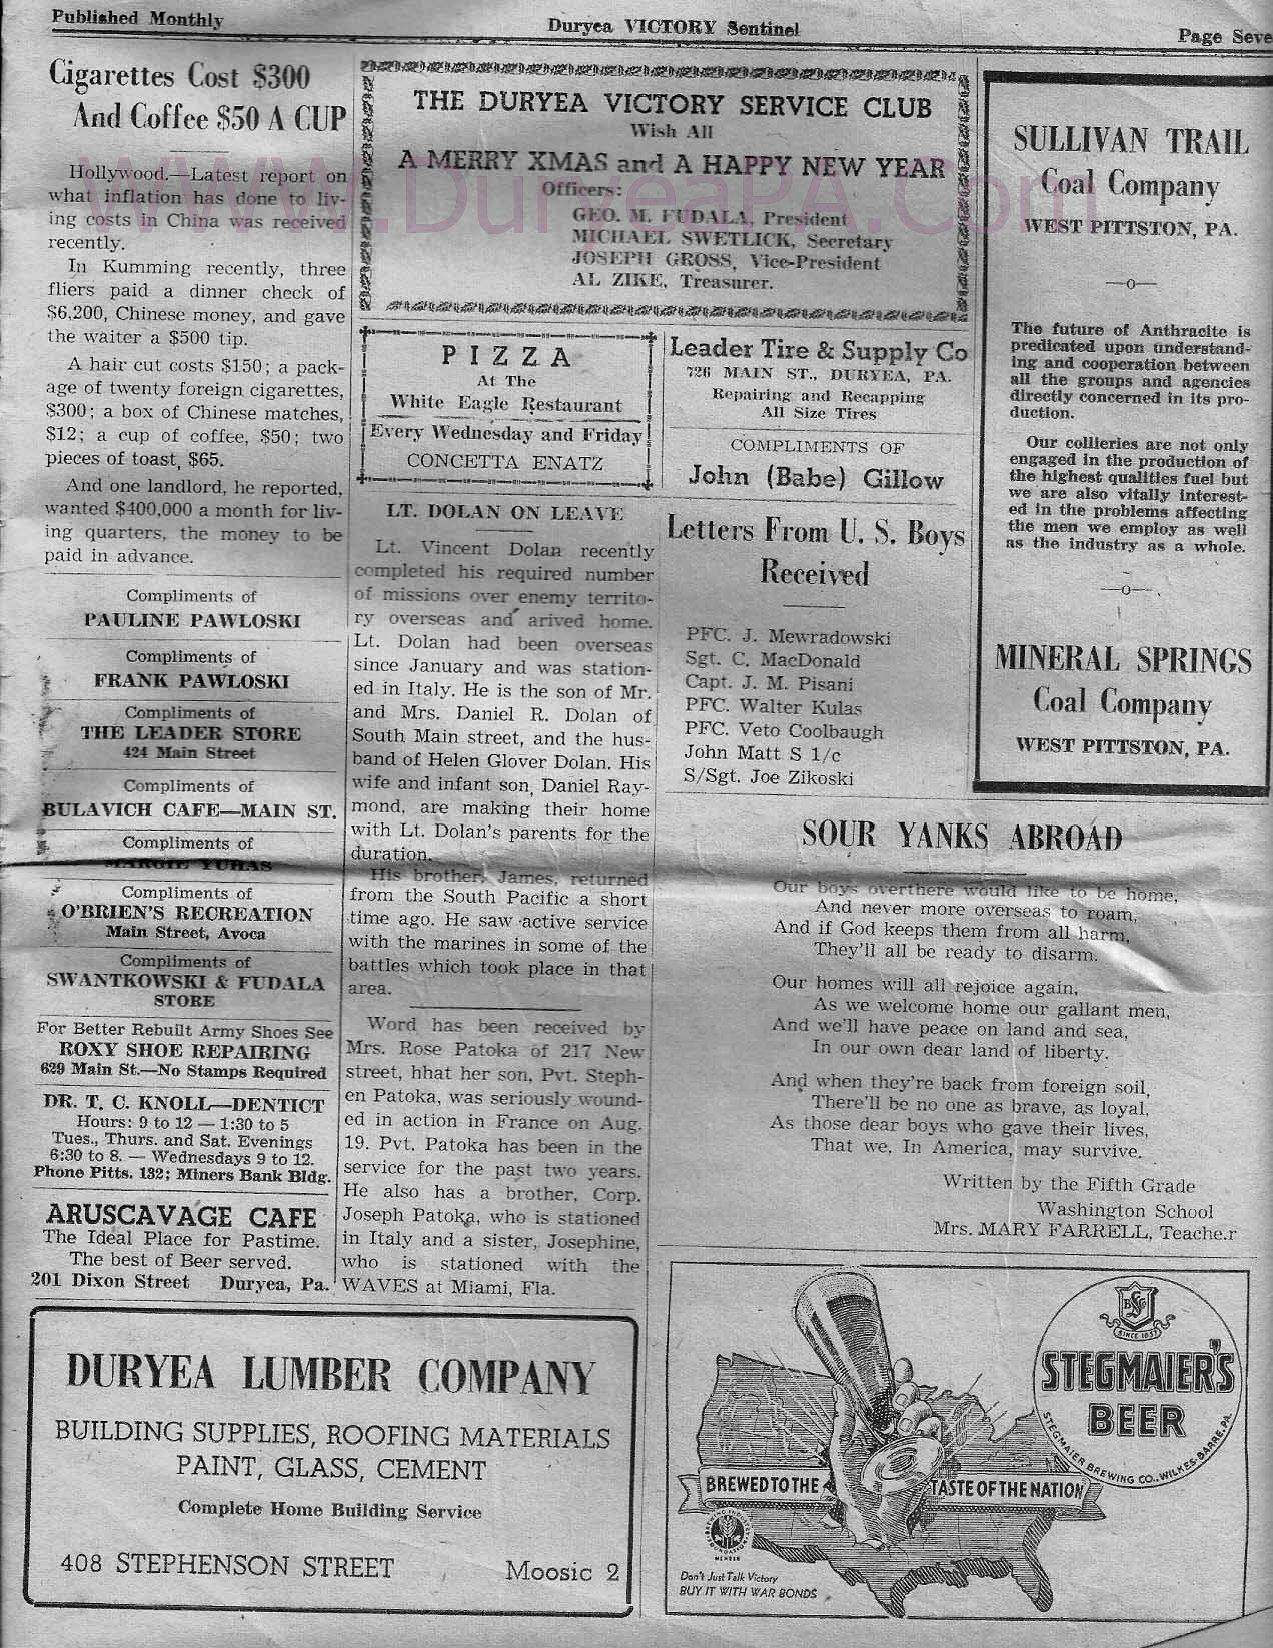 Published Monthly
Duryea VICTORY Sentinel
Page Seve
Cigarettes Cost $300
And Coffee $50 A CUP
Hollywood.—Latest report on
what inflation has done to liv-
ing costs in China was received
recently.
In Kumming recently, three
fliers paid a dinner check of
$6,200, Chinese money, and gave
the waiter a $500 tip.
A hair cut costs $150; a pack-
age of twenty foreign cigarettes,
$300; a box of Chinese matches,
$12; a cup of coffee, $50; two
pieces of toast, $65.
And one landlord, he reported,
wanted $400,000 a month for liv-
ing quarters, the money to be
paid in advance.
Compliments of
PAULINE PAWLOSKI
Compliments of
FRANK PAWLOSKI
Compliments of
THE LEADER STORE
424 Main Street
Compliments of
BULAVICH CAFE—MAIN ST.
Compliments of
MARGIE YUHAS
Compliments of
O'BRIEN'S RECREATION
Main Street, Avoca
Compliments of
SWANTKOWSKI & FUDALA
STORE
For Better Rebuilt Army Shoes See
ROXY SHOE REPAIRING
629 Main St.—No Stamps Required
DR. T. C. KNOLL—DENTICT
Hours: 9 to 12 — 1:30 to 5
Tues., Thurs. and Sat. Evenings
6:30 to 8. — Wednesdays 9 to 12.
Phone Pitts. 132; Miners Bank Bldg.
ARUSCAVAGE CAFE
The Ideal Place for Pastime.
The best of Beer served.
201 Dixon Street Duryea, Pa.
THE DURYEA VICTORY SERVICE CLUB
Wish All
A MERRY XMAS and A HAPPY NEW YEAR
Officers:
GEO. M. FUDALA, President
MICHAEL SWETLICK, Secretary
JOSEPH GROSS, Vice-President
AL ZIKE, Treasurer.
www.DuryeaPA.Com
PIZZA
At The
White Eagle Restaurant
Every Wednesday and Friday
CONCETTA ENATZ
LT. DOLAN ON LEAVE
Lt. Vincent Dolan recently
completed his required number
of missions over enemy territo-
ry overseas and arived home.
Lt. Dolan had been overseas
since January and was station-
ed in Italy. He is the son of Mr.
and Mrs. Daniel R. Dolan of
South Main street, and the hus-
band of Helen Glover Dolan. His
wife and infant son, Daniel Ray-
mond, are making their home
with Lt. Dolan's parents for the
duration.
His brother, James, returned
from the South Pacific a short
time ago. He saw active service
with the marines in some of the
battles which took place in that
area.
Word has been received by
Mrs. Rose Patoka of 217 New
street, hhat her son, Pvt. Steph-
en Patoka, was seriously wound-
ed in action in France on Aug.
19. Pvt. Patoka has been in the
service for the past two years.
He also has a brother, Corp.
Joseph Patoka, who is stationed
in Italy and a sister, Josephine,
who is stationed with the
WAVES at Miami, Fla.
Leader Tire & Supply Co
726 MAIN ST., DURYEA, PA.
Repairing and Recapping
All Size Tires
COMPLIMENTS OF
John (Babe) Gillow
Letters From U. S. Boys
Received
PFC. J. Mewradowski
Sgt. C. MacDonald
Capt. J. M. Pisani
PFC. Walter Kulas
PFC. Veto Coolbaugh
John Matt S 1/c
S/Sgt. Joe Zikoski
SULLIVAN TRAIL
Coal Company
WEST PITTSTON, PA.
—o—
The future of Anthracite is
predicated upon understand-
ing and cooperation between
all the groups and agencies
directly concerned in its pro-
duction.
Our collieries are not only
engaged in the production of
the highest qualities fuel but
we are also vitally interest-
ed in the problems affecting
the men we employ as well
as the industry as a whole.
—o—
MINERAL SPRINGS
Coal Company
WEST PITTSTON, PA.
SOUR YANKS ABROAD
Our boys overthere would like to be home,
And never more overseas to roam,
And if God keeps them from all harm,
They'll all be ready to disarm.
Our homes will all rejoice again,
As we welcome home our gallant men,
And we'll have peace on land and sea,
In our own dear land of liberty.
And when they're back from foreign soil,
There'll be no one as brave, as loyal,
As those dear boys who gave their lives,
That we, In America, may survive.
Written by the Fifth Grade
Washington School
Mrs. MARY FARRELL, Teache.r
DURYEA LUMBER COMPANY
BUILDING SUPPLIES, ROOFING MATERIALS
PAINT, GLASS, CEMENT
Complete Home Building Service
408 STEPHENSON STREET Moosic 2
SINCE 1857
STEGMAIER'S
BEER
STEGMAIER BREWING CO., WILKES-BARRE, PA.
BREWED TO THE TASTE OF THE NATION
BREWING INDUSTRY FOUNDATION
MEMBER
Don't Just Talk Victory
BUY IT WITH WAR BONDS